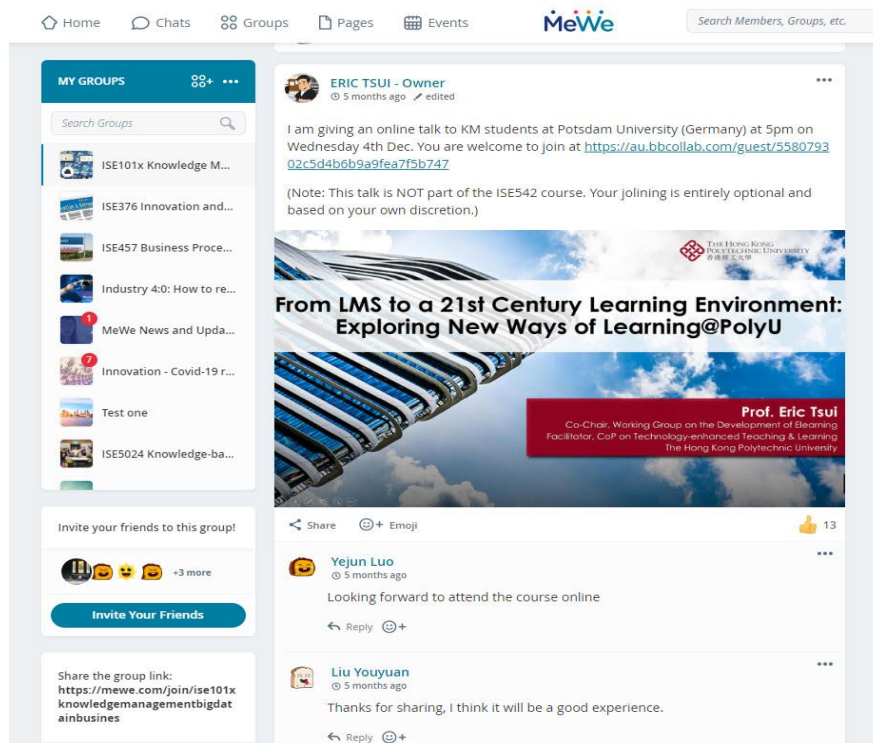 Home Chats Groups Pages Events MeWe Search Members, Groups, etc.
MY GROUPS
Search Groups
ISE101x Knowledge M...
ISE376 Innovation and...
ISE457 Business Proce...
Industry 4:0: How to re...
1
MeWe News and Upda...
7
Innovation - Covid-19 r...
Test one
ISE5024 Knowledge-ba...
Invite your friends to this group!
+3 more
Invite Your Friends
Share the group link:
https://mewe.com/join/ise101x
knowledgemanagementbigdat
ainbusines
ERIC TSUI - Owner
5 months ago edited
I am giving an online talk to KM students at Potsdam University (Germany) at 5pm on
Wednesday 4th Dec. You are welcome to join at https://au.bbcollab.com/guest/5580793
02c5d4b6b9a9fea7f5b747
(Note: This talk is NOT part of the ISE542 course. Your jolining is entirely optional and
based on your own discretion.)
THE HONG KONG
POLYTECHNIC UNIVERSITY
香港理工大學
From LMS to a 21st Century Learning Environment:
Exploring New Ways of Learning@PolyU
Prof. Eric Tsui
Co-Chair, Working Group on the Development of Elearning
Facilitator, CoP on Technology-enhanced Teaching & Learning
The Hong Kong Polytechnic University
Share Emoji 13
Yejun Luo
5 months ago
Looking forward to attend the course online
Reply
Liu Youyuan
5 months ago
Thanks for sharing, I think it will be a good experience.
Reply